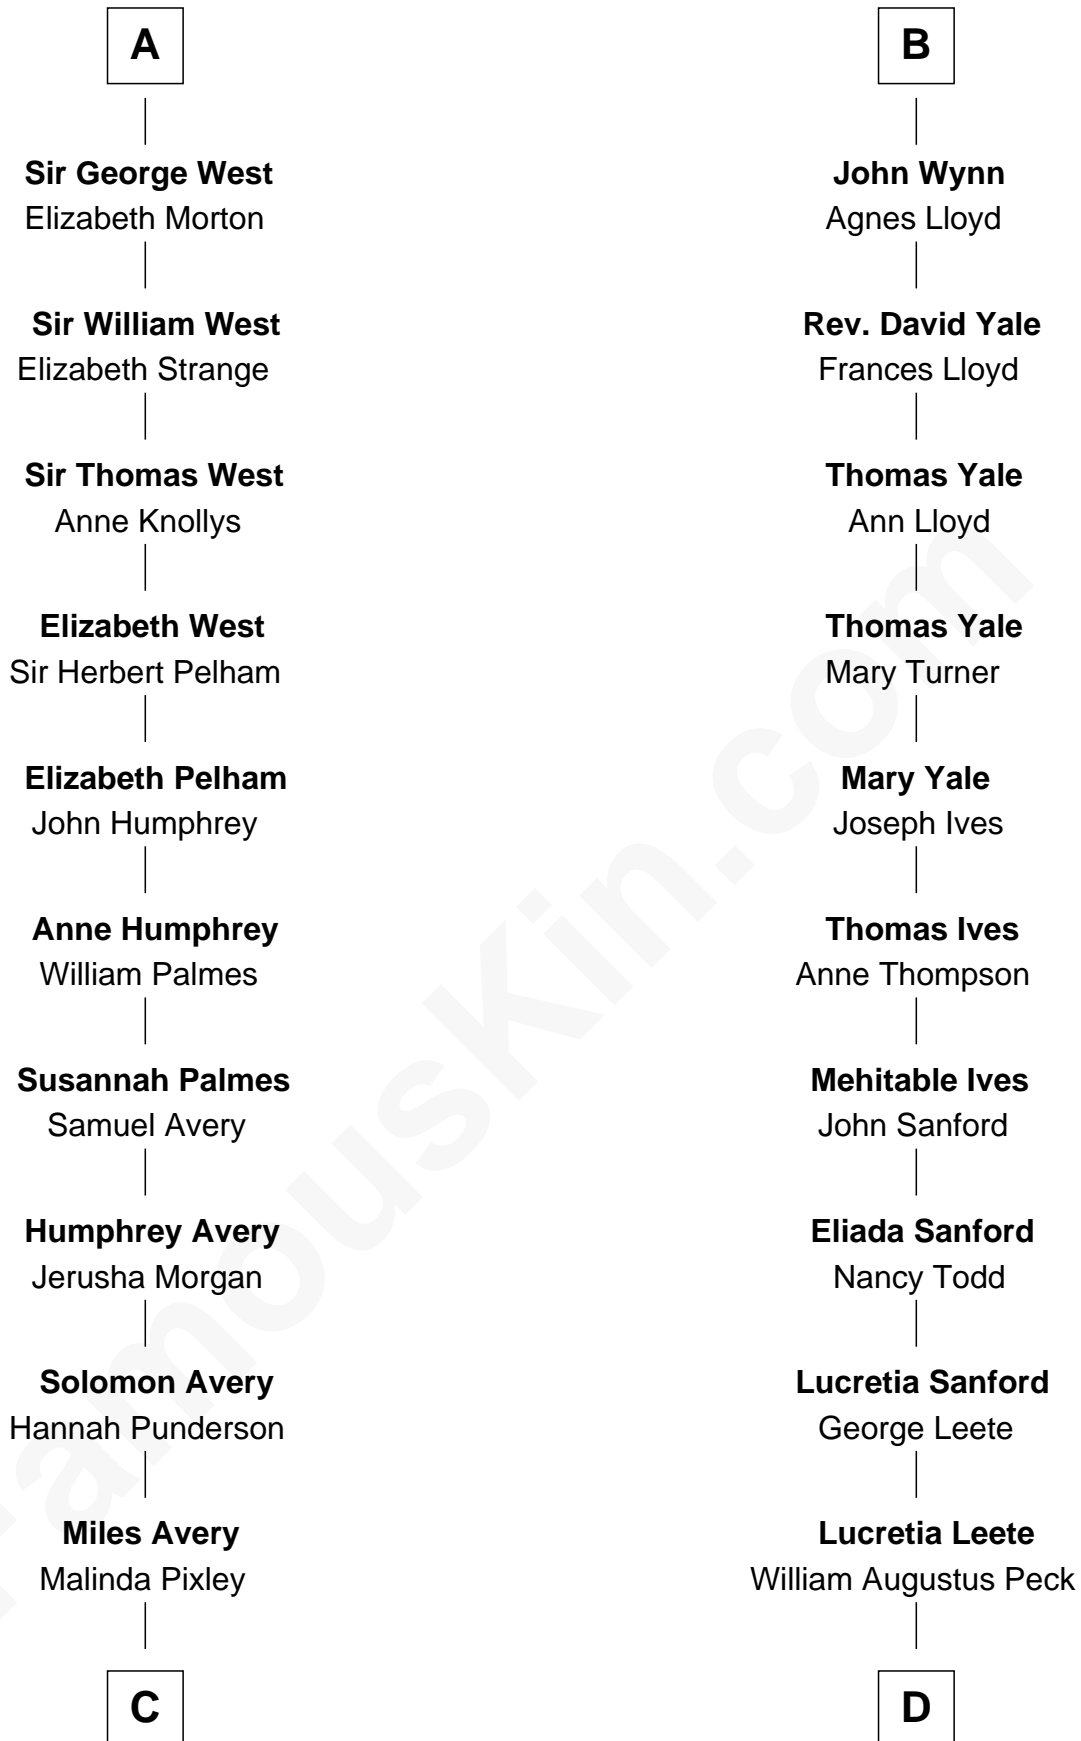 A
Sir George West
Elizabeth Morton
Sir William West
Elizabeth Strange
Sir Thomas West
Anne Knollys
Elizabeth West
Sir Herbert Pelham
Elizabeth Pelham
John Humphrey
Anne Humphrey
William Palmes
Susannah Palmes
Samuel Avery
Humphrey Avery
Jerusha Morgan
Solomon Avery
Hannah Punderson
Miles Avery
Malinda Pixley
C
B
John Wynn
Agnes Lloyd
Rev. David Yale
Frances Lloyd
Thomas Yale
Ann Lloyd
Thomas Yale
Mary Turner
Mary Yale
Joseph Ives
Thomas Ives
Anne Thompson
Mehitable Ives
John Sanford
Eliada Sanford
Nancy Todd
Lucretia Sanford
George Leete
Lucretia Leete
William Augustus Peck
D
FamousKin.com